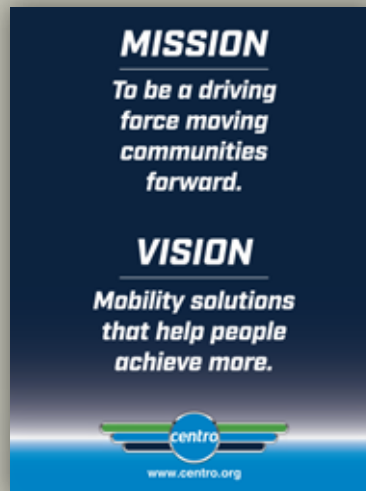 MISSION
To be a driving
force moving
communities
forward.
VISION
Mobility solutions
that help people
achieve more.
centro
www.centro.org